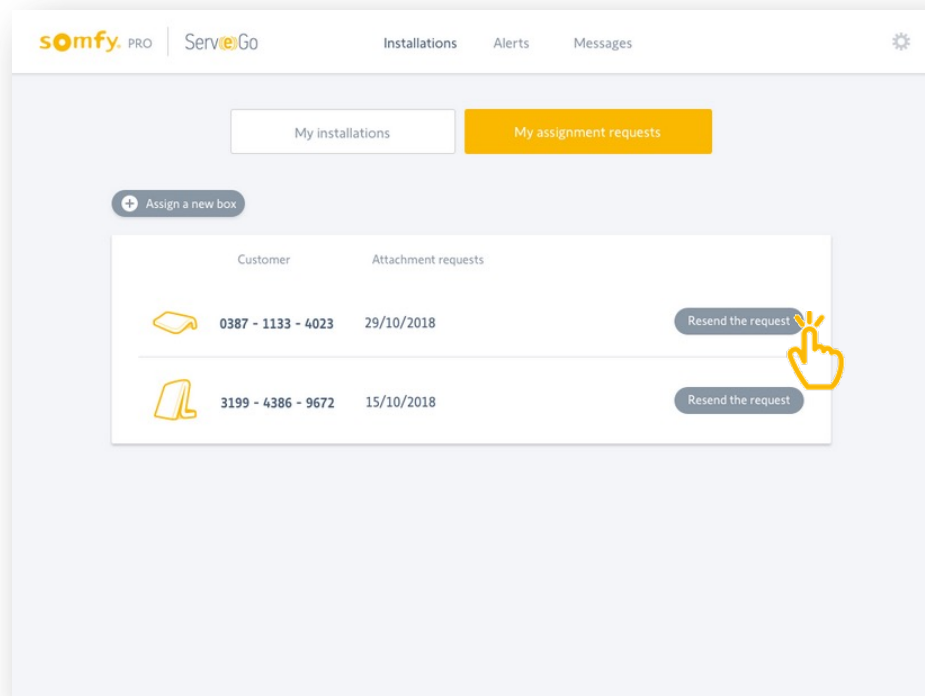 somfy. PRO Serv(e)Go Installations Alerts Messages
My installations My assignment requests
+ Assign a new box
Customer Attachment requests
0387 - 1133 - 4023 29/10/2018 Resend the request
3199 - 4386 - 9672 15/10/2018 Resend the request